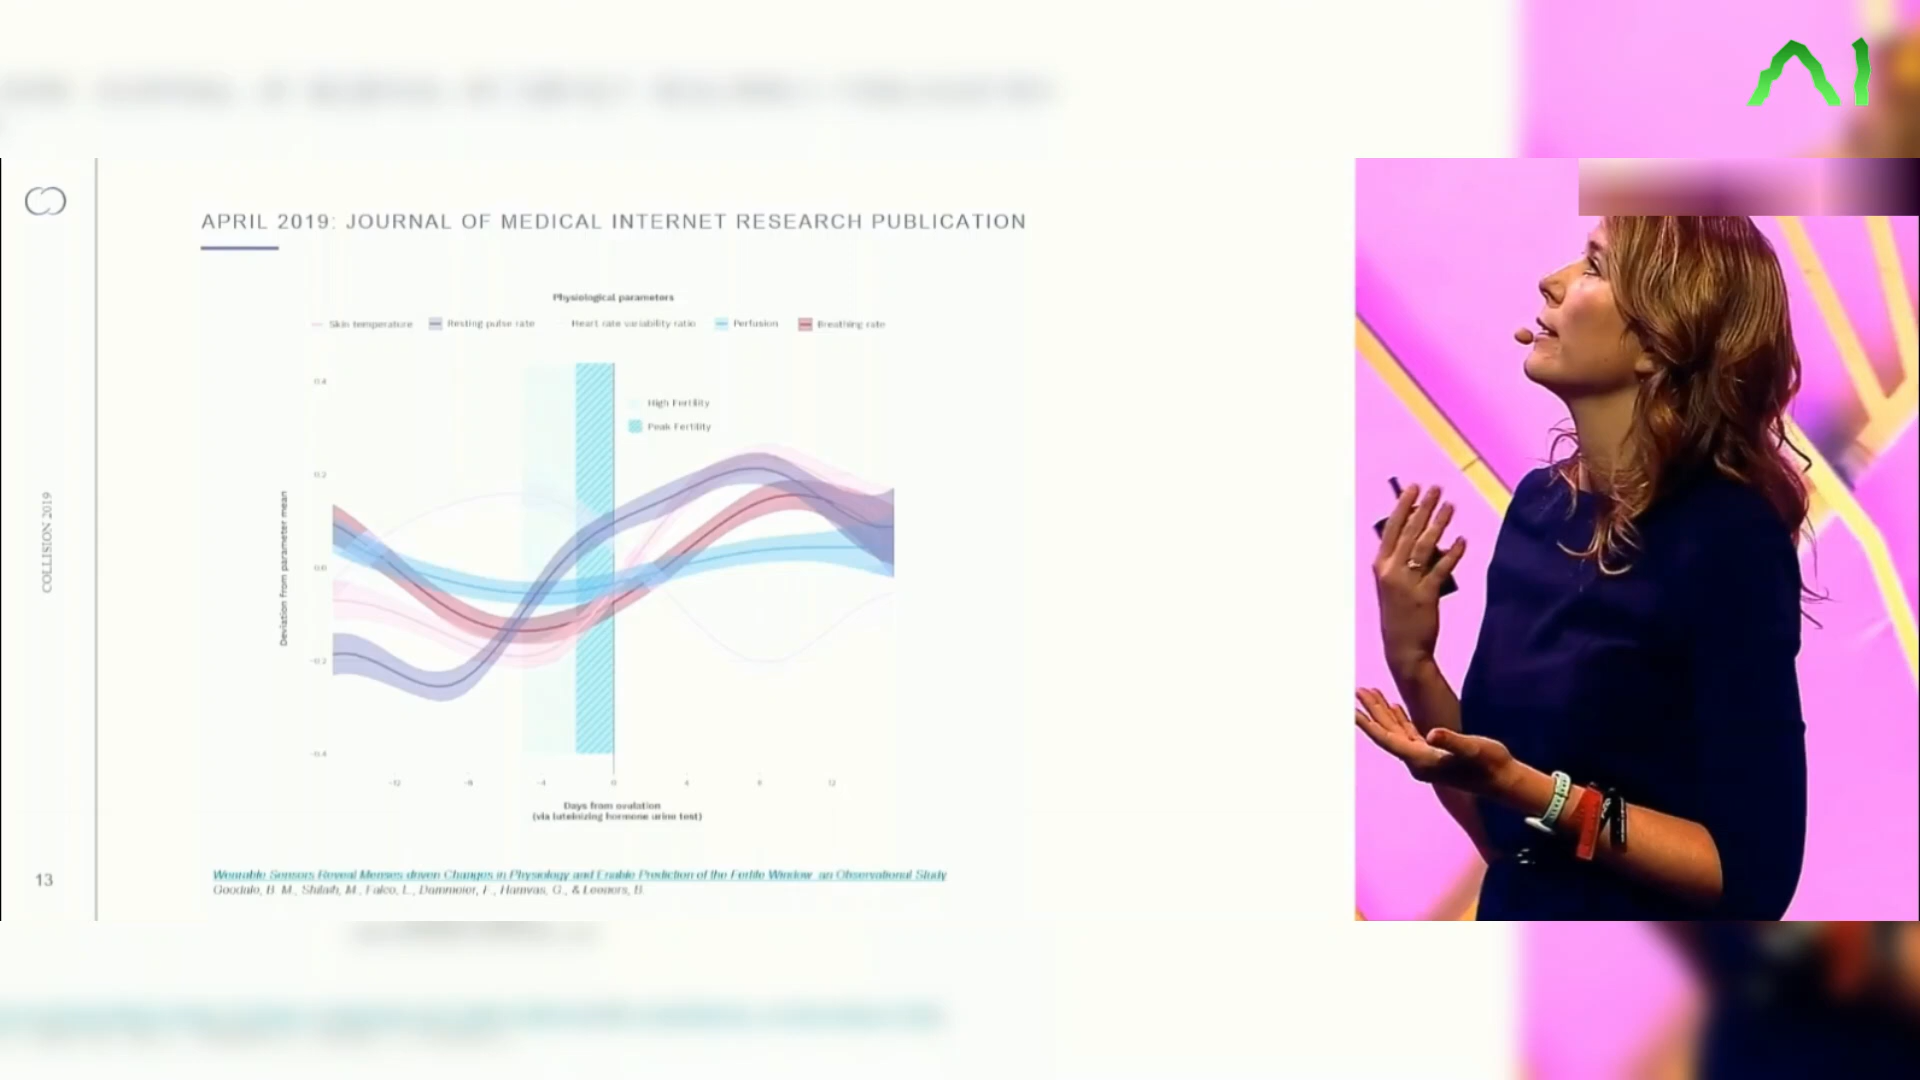 AI
APRIL 2019: JOURNAL OF MEDICAL INTERNET RESEARCH PUBLICATION
Physiological parameters
Skin temperature Resting pulse rate Heart rate variability ratio Perfusion Breathing rate
0.4
High Fertility
Peak Fertility
0.2
0.0
-0.2
-0.4
Deviation from parameter mean
-12 -8 -4 0 4 8 12
Days from ovulation
(via luteinizing hormone urine test)
COLLISION 2019
13
Wearable Sensors Reveal Menses-driven Changes in Physiology and Enable Prediction of the Fertile Window an Observational Study
Goodale, B. M., Shilaih, M., Falco, L., Dammeier, F., Hamvas, G., & Leeners, B.